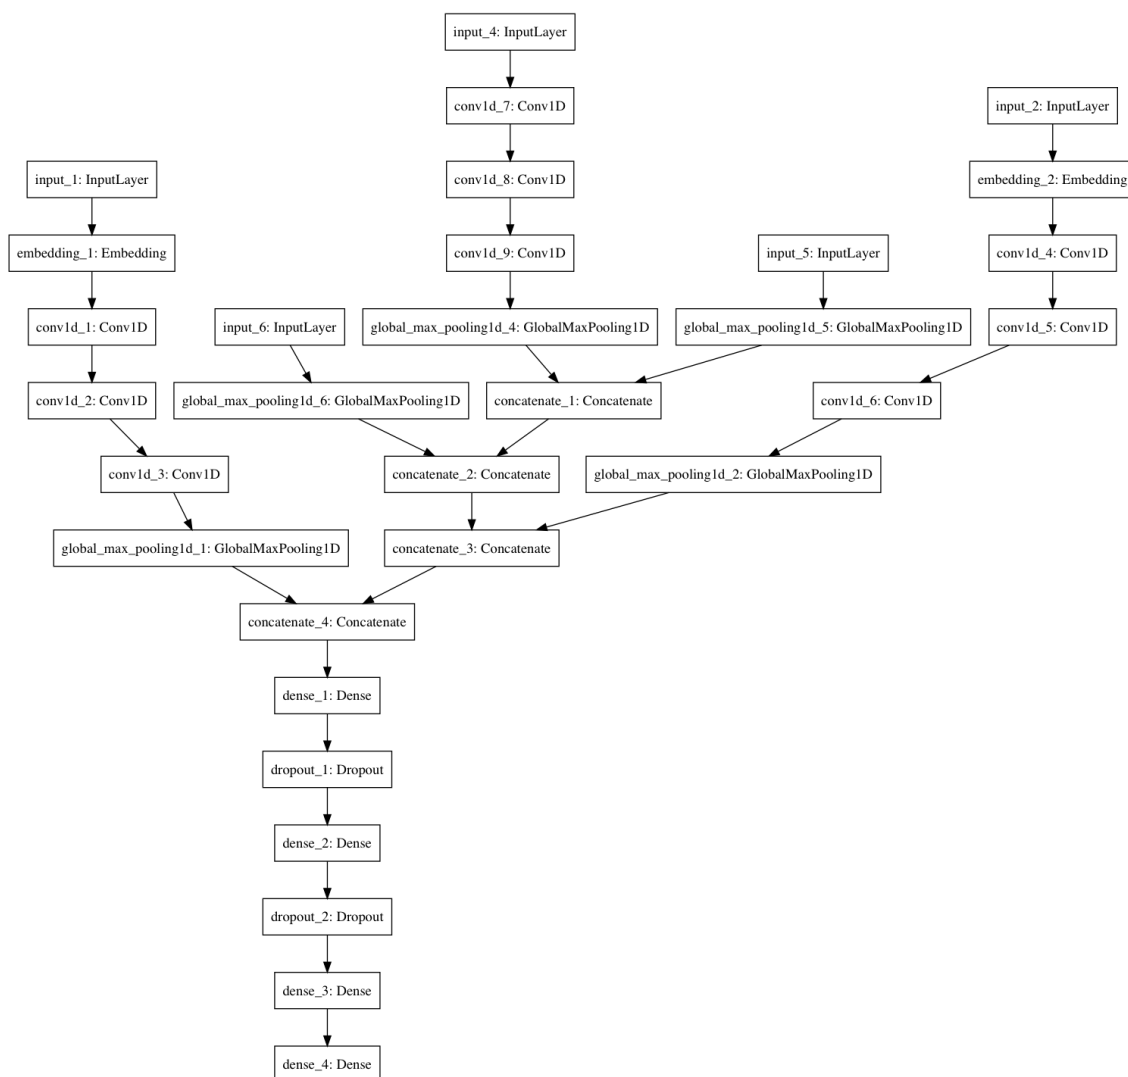 input_4: InputLayer
conv1d_7: Conv1D
input_2: InputLayer
input_1: InputLayer
conv1d_8: Conv1D
embedding_2: Embedding
embedding_1: Embedding
conv1d_9: Conv1D
input_5: InputLayer
conv1d_4: Conv1D
conv1d_1: Conv1D
input_6: InputLayer
global_max_pooling1d_4: GlobalMaxPooling1D
global_max_pooling1d_5: GlobalMaxPooling1D
conv1d_5: Conv1D
conv1d_2: Conv1D
global_max_pooling1d_6: GlobalMaxPooling1D
concatenate_1: Concatenate
conv1d_6: Conv1D
conv1d_3: Conv1D
concatenate_2: Concatenate
global_max_pooling1d_2: GlobalMaxPooling1D
global_max_pooling1d_1: GlobalMaxPooling1D
concatenate_3: Concatenate
concatenate_4: Concatenate
dense_1: Dense
dropout_1: Dropout
dense_2: Dense
dropout_2: Dropout
dense_3: Dense
dense_4: Dense